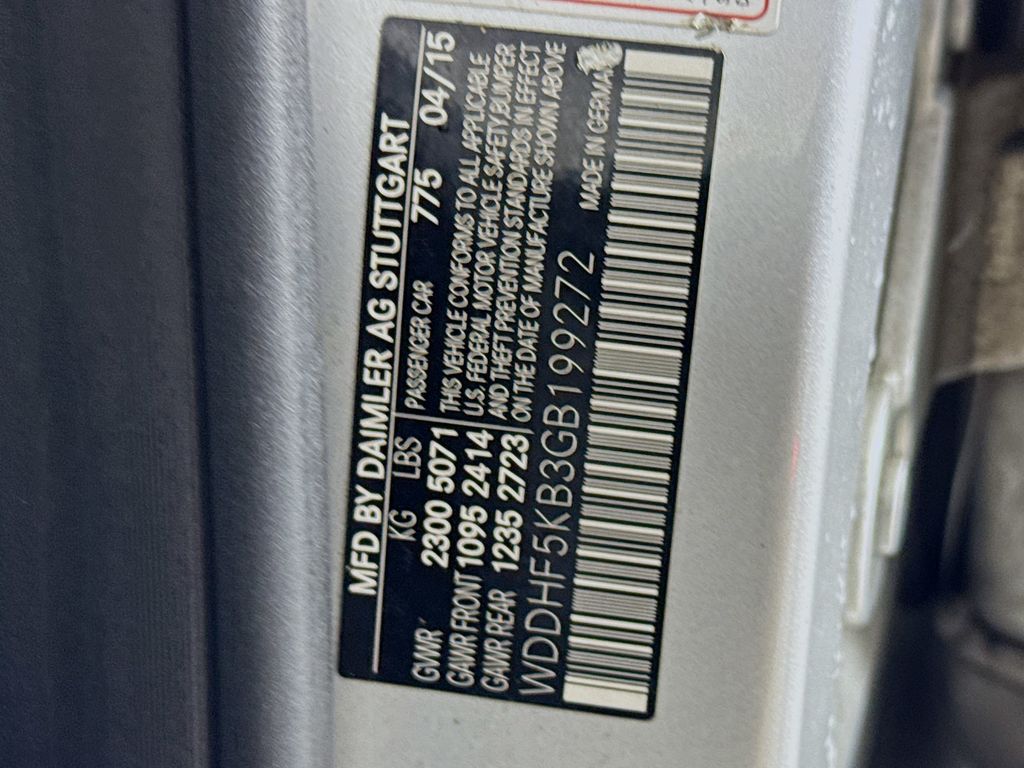 MFD BY DAIMLER AG STUTTGART
KG LBS PASSENGER CAR 775 04/15
GVWR 2300 5071
GAWR FRONT 1095 2414
GAWR REAR 1235 2723
THIS VEHICLE CONFORMS TO ALL APPLICABLE
U.S. FEDERAL MOTOR VEHICLE SAFETY, BUMPER
AND THEFT PREVENTION STANDARDS IN EFFECT
ON THE DATE OF MANUFACTURE SHOWN ABOVE
WDDHF5KB3GB199272
MADE IN GERMANY